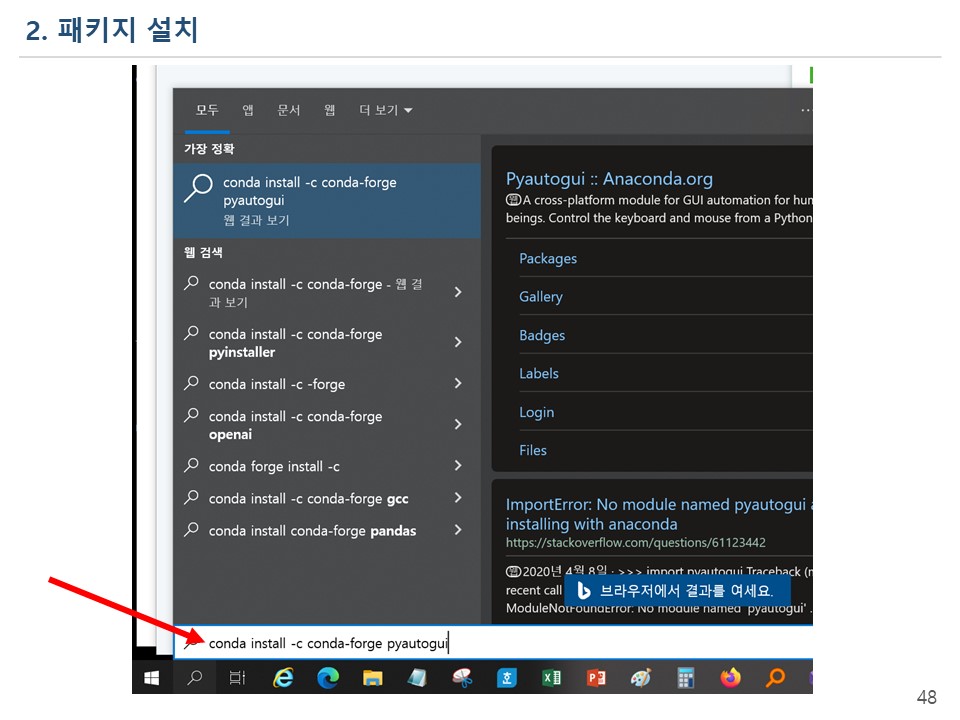 2. 패키지 설치
모두 앱 문서 웹 더 보기
가장 정확
conda install -c conda-forge
pyautogui
웹 결과 보기
웹 검색
conda install -c conda-forge - 웹 결
과 보기
conda install -c conda-forge
pyinstaller
conda install -c -forge
conda install -c conda-forge
openai
conda forge install -c
conda install -c conda-forge gcc
conda install conda-forge pandas
Pyautogui :: Anaconda.org
웹 A cross-platform module for GUI automation for hum
beings. Control the keyboard and mouse from a Python
Packages
Gallery
Badges
Labels
Login
Files
ImportError: No module named pyautogui a
installing with anaconda
https://stackoverflow.com/questions/61123442
웹 2020년 4월 8일 · >>> import pyautogui Traceback (m
recent call
ModuleNotFoundError: No module named 'pyautogui' .
브라우저에서 결과를 여세요.
conda install -c conda-forge pyautogui
48